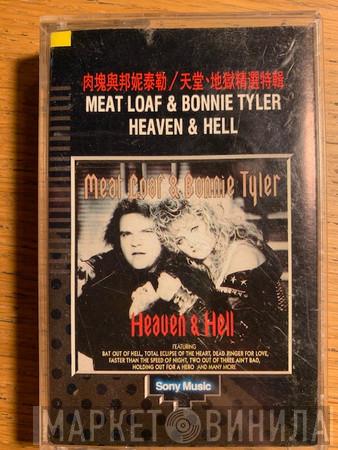 肉塊與邦妮泰勒/天堂、地獄精選特輯
MEAT LOAF & BONNIE TYLER
HEAVEN & HELL
Meat Loaf & Bonnie Tyler
Heaven & Hell
FEATURING
BAT OUT OF HELL, TOTAL ECLIPSE OF THE HEART, DEAD RINGER FOR LOVE,
FASTER THAN THE SPEED OF NIGHT, TWO OUT OF THREE AIN'T BAD,
HOLDING OUT FOR A HERO AND MANY MORE
Sony Music
МАРКЕТ ВИНИЛА